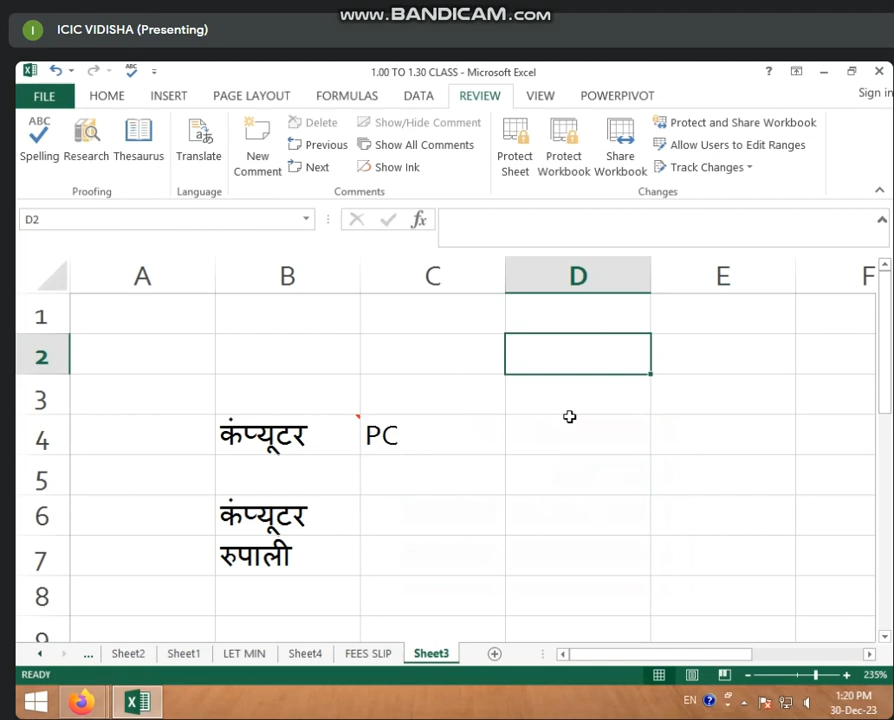 www.BANDICAM.com
I ICIC VIDISHA (Presenting)
1.00 TO 1.30 CLASS - Microsoft Excel ?
FILE HOME INSERT PAGE LAYOUT FORMULAS DATA REVIEW VIEW POWERPIVOT Sign in
ABC Spelling Research Thesaurus
Proofing
Translate
Language
New Comment Delete Previous Next Show/Hide Comment Show All Comments Show Ink
Comments
Protect Sheet Protect Workbook Share Workbook Protect and Share Workbook Allow Users to Edit Ranges Track Changes
Changes
D2 fx
A B C D E F
1
2
3
4 कंप्यूटर PC
5
6 कंप्यूटर
7 रुपाली
8
9
... Sheet2 Sheet1 LET MIN Sheet4 FEES SLIP Sheet3
READY 235%
EN 1:20 PM
30-Dec-23